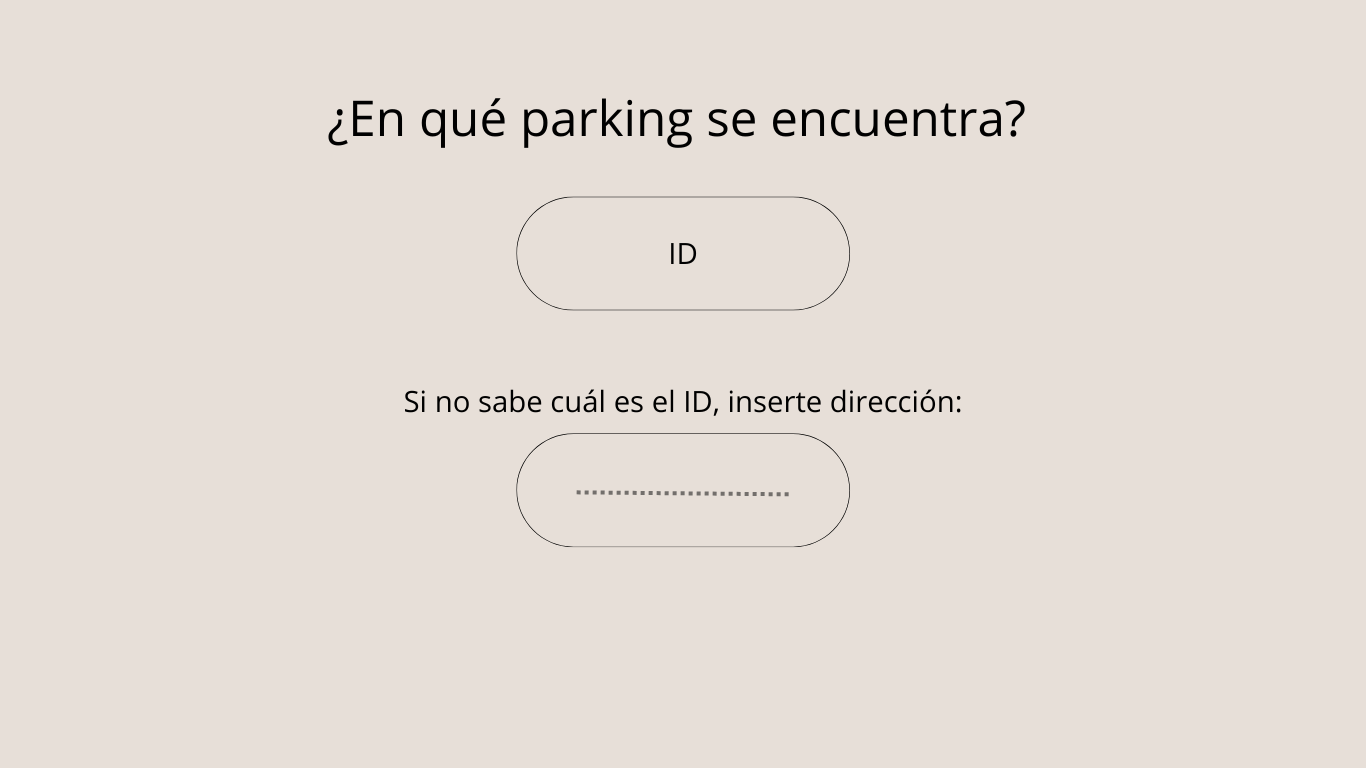 ¿En qué parking se encuentra?
ID
Si no sabe cuál es el ID, inserte dirección: